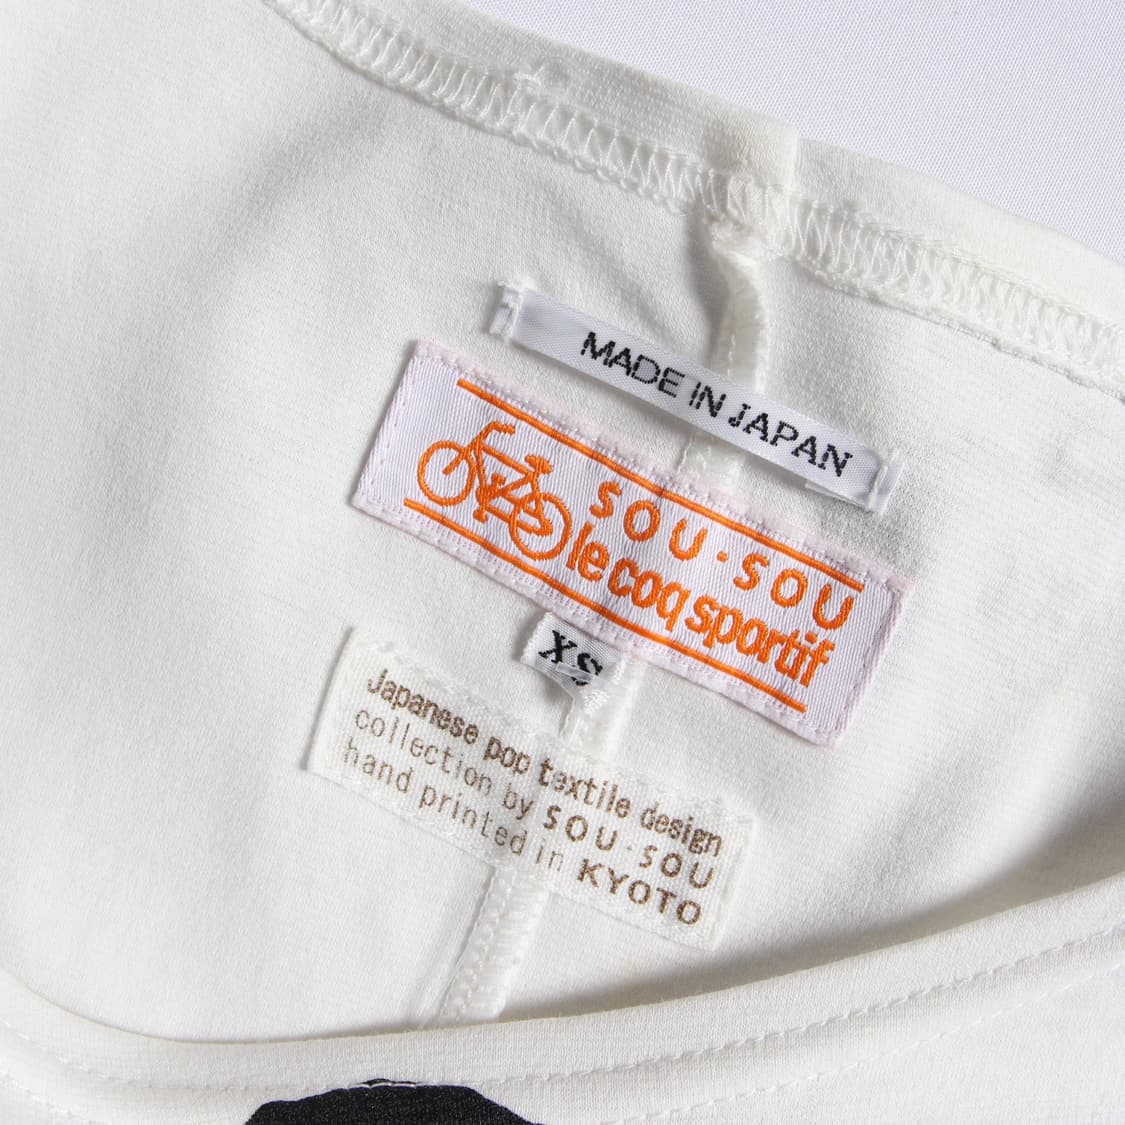 MADE IN JAPAN
SOU・SOU
le coq sportif
XS
Japanese pop textile design
collection by SOU・SOU
hand printed in KYOTO